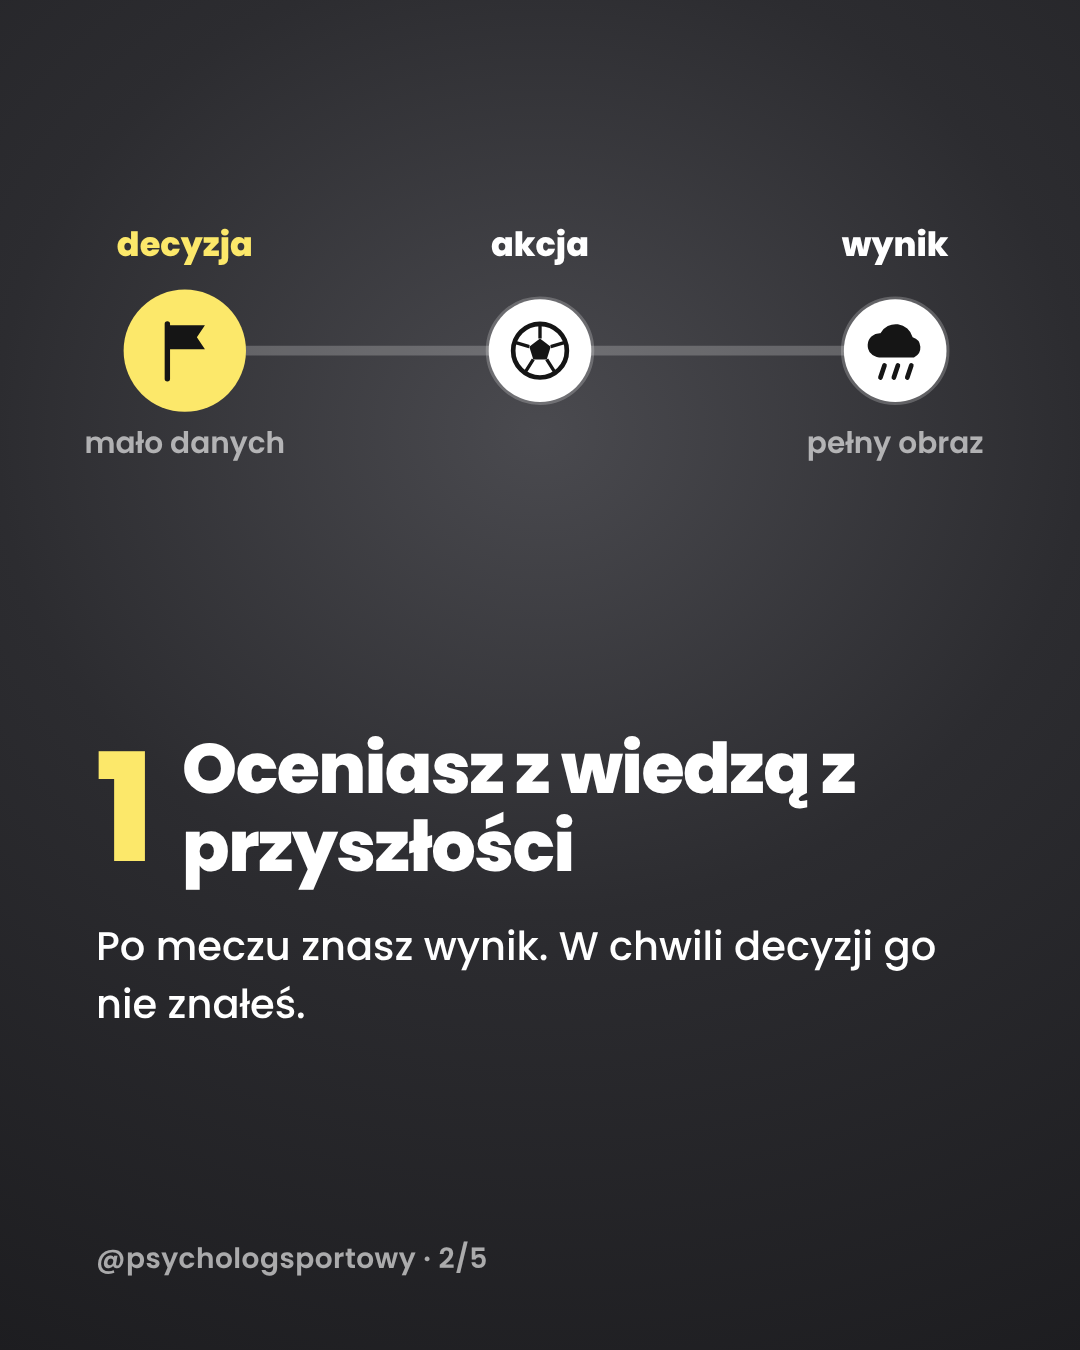 decyzja
akcja
wynik
mało danych
pełny obraz
1
Oceniasz z wiedzą z
przyszłości
Po meczu znasz wynik. W chwili decyzji go
nie znałeś.
@psychologsportowy · 2/5